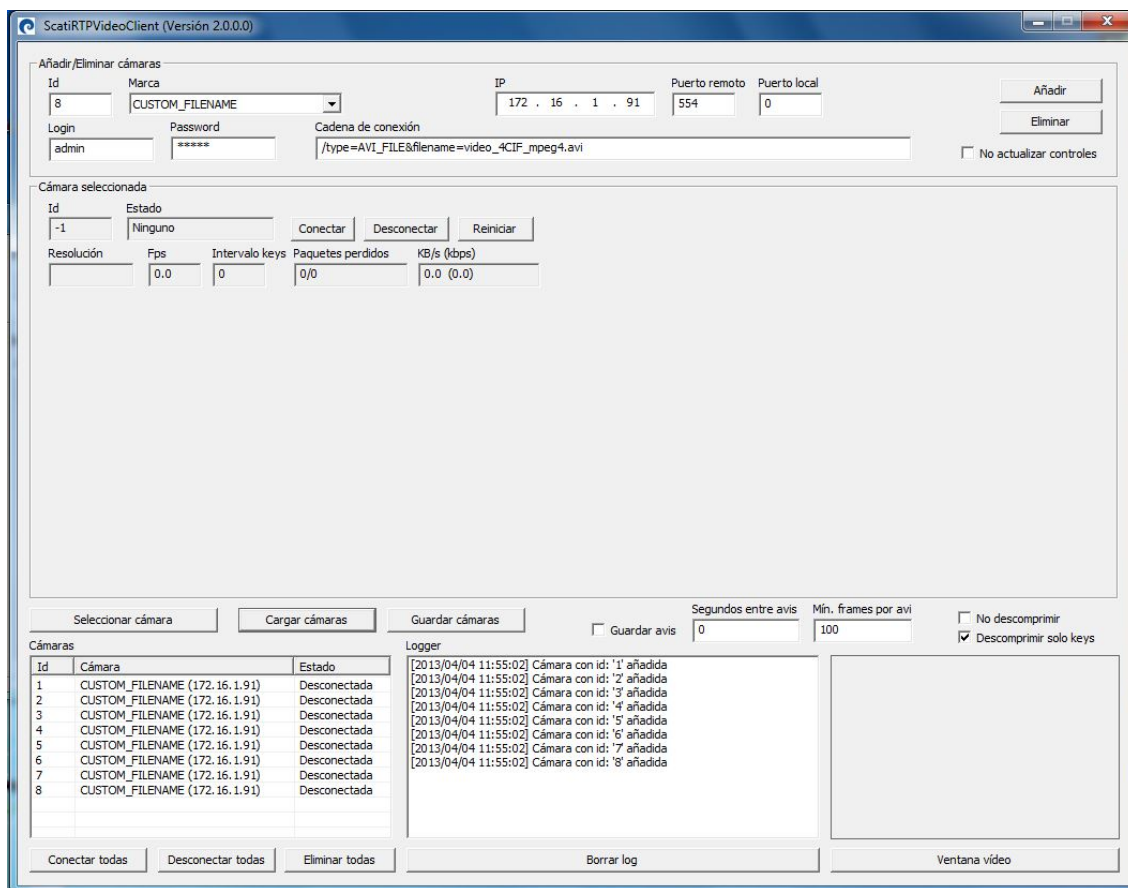 ScatiRTPVideoClient (Versión 2.0.0.0)
Añadir/Eliminar cámaras
Id Marca IP Puerto remoto Puerto local
8 CUSTOM_FILENAME 172 . 16 . 1 . 91 554 0 Añadir
Login Password Cadena de conexión Eliminar
admin ***** /type=AVI_FILE&filename=video_4CIF_mpeg4.avi No actualizar controles
Cámara seleccionada
Id Estado
-1 Ninguno Conectar Desconectar Reiniciar
Resolución Fps Intervalo keys Paquetes perdidos KB/s (kbps)
0.0 0 0/0 0.0 (0.0)
Seleccionar cámara Cargar cámaras Guardar cámaras Guardar avis Segundos entre avis Mín. frames por avi No descomprimir
0 100 Descomprimir solo keys
Cámaras Logger
Id Cámara Estado
1 CUSTOM_FILENAME (172.16.1.91) Desconectada
2 CUSTOM_FILENAME (172.16.1.91) Desconectada
3 CUSTOM_FILENAME (172.16.1.91) Desconectada
4 CUSTOM_FILENAME (172.16.1.91) Desconectada
5 CUSTOM_FILENAME (172.16.1.91) Desconectada
6 CUSTOM_FILENAME (172.16.1.91) Desconectada
7 CUSTOM_FILENAME (172.16.1.91) Desconectada
8 CUSTOM_FILENAME (172.16.1.91) Desconectada
[2013/04/04 11:55:02] Cámara con id: '1' añadida
[2013/04/04 11:55:02] Cámara con id: '2' añadida
[2013/04/04 11:55:02] Cámara con id: '3' añadida
[2013/04/04 11:55:02] Cámara con id: '4' añadida
[2013/04/04 11:55:02] Cámara con id: '5' añadida
[2013/04/04 11:55:02] Cámara con id: '6' añadida
[2013/04/04 11:55:02] Cámara con id: '7' añadida
[2013/04/04 11:55:02] Cámara con id: '8' añadida
Conectar todas Desconectar todas Eliminar todas Borrar log Ventana vídeo